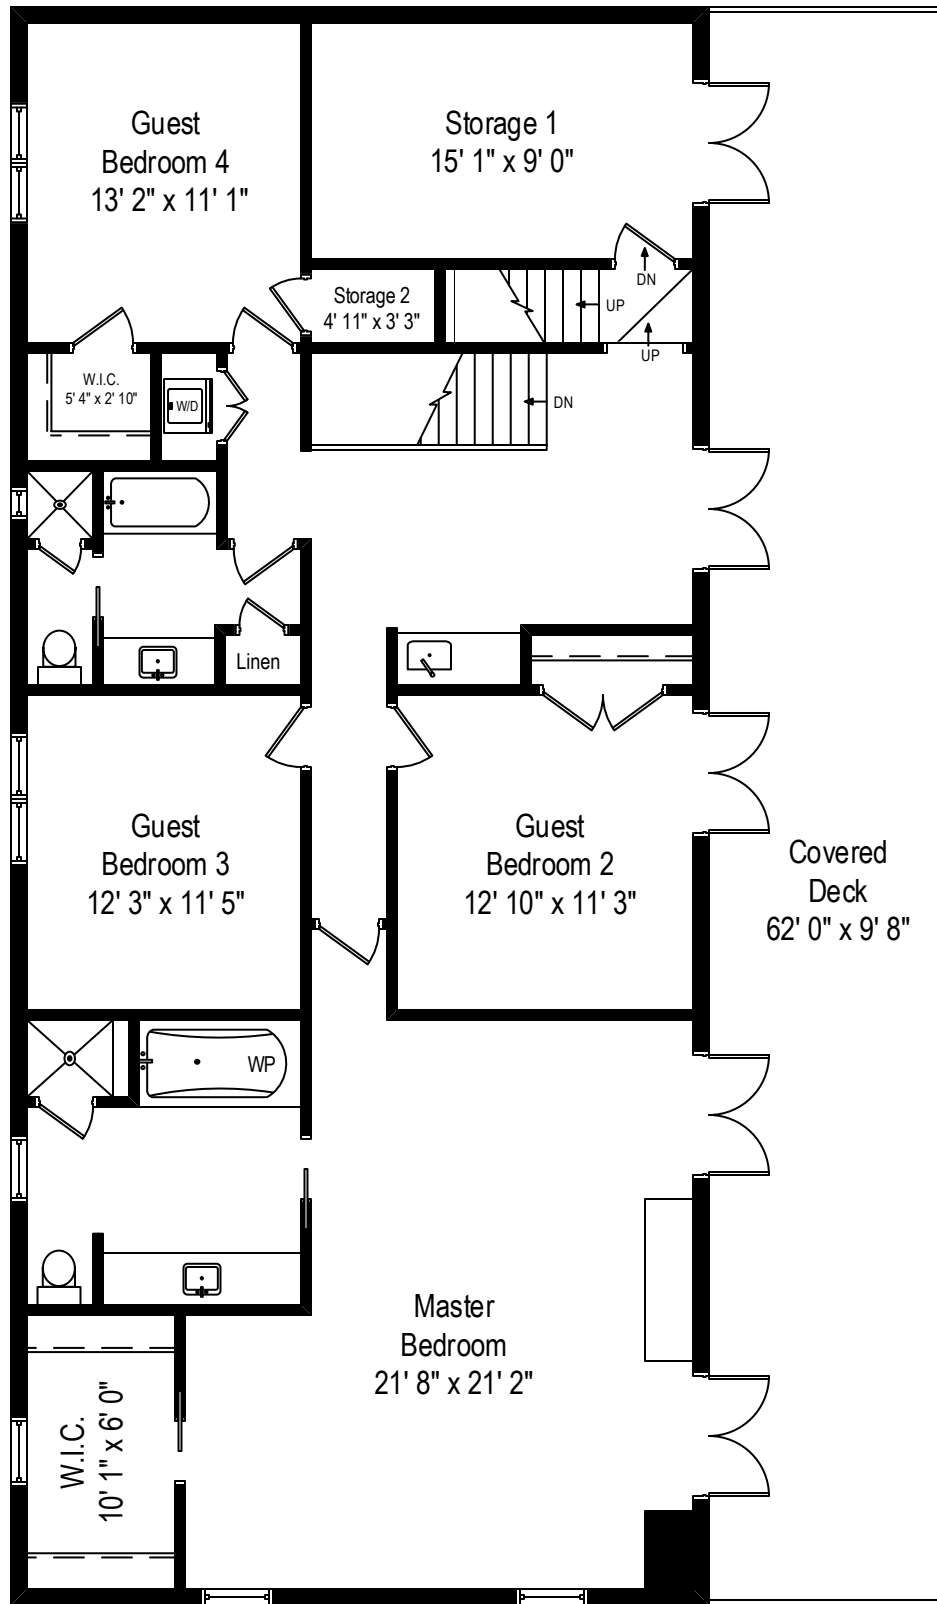 Guest
Bedroom 4
13' 2" x 11' 1"
Storage 1
15' 1" x 9' 0"
Storage 2
4' 11" x 3' 3"
UP
DN
UP
W.I.C.
5' 4" x 2' 10"
W/D
DN
Linen
Guest
Bedroom 3
12' 3" x 11' 5"
Guest
Bedroom 2
12' 10" x 11' 3"
Covered
Deck
62' 0" x 9' 8"
WP
Master
Bedroom
21' 8" x 21' 2"
W.I.C.
10' 1" x 6' 0"